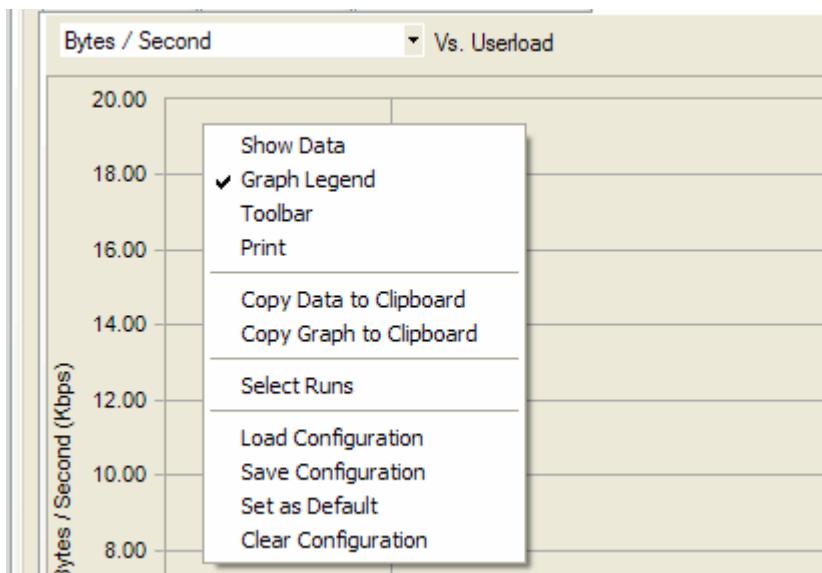 Bytes / Second Vs. Userload
20.00
18.00
16.00
14.00
12.00
10.00
8.00
Bytes / Second (Kbps)
Show Data
Graph Legend
Toolbar
Print
Copy Data to Clipboard
Copy Graph to Clipboard
Select Runs
Load Configuration
Save Configuration
Set as Default
Clear Configuration